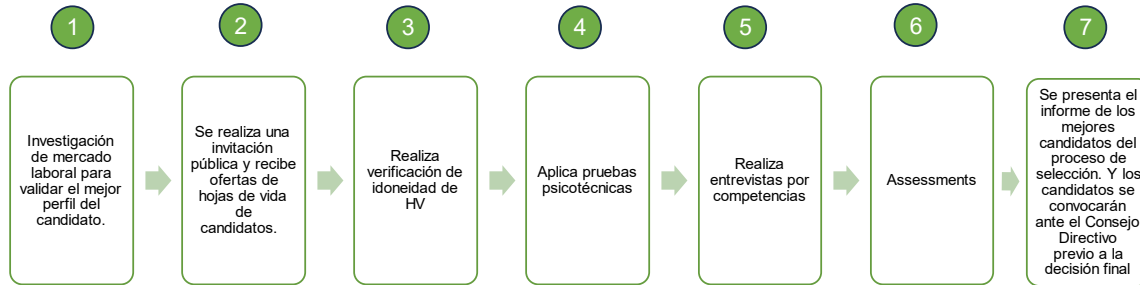 1
2
3
4
5
6
7
Investigación
de mercado
laboral para
validar el mejor
perfil del
candidato.
Se realiza una
invitación
pública y recibe
ofertas de
hojas de vida
de
candidatos.
Realiza
verificación de
idoneidad de
HV
Aplica pruebas
psicotécnicas
Realiza
entrevistas por
competencias
Assessments
Se presenta el
informe de los
mejores
candidatos del
proceso de
selección. Y los
candidatos se
convocarán
ante el Consejo
Directivo
previo a la
decisión final